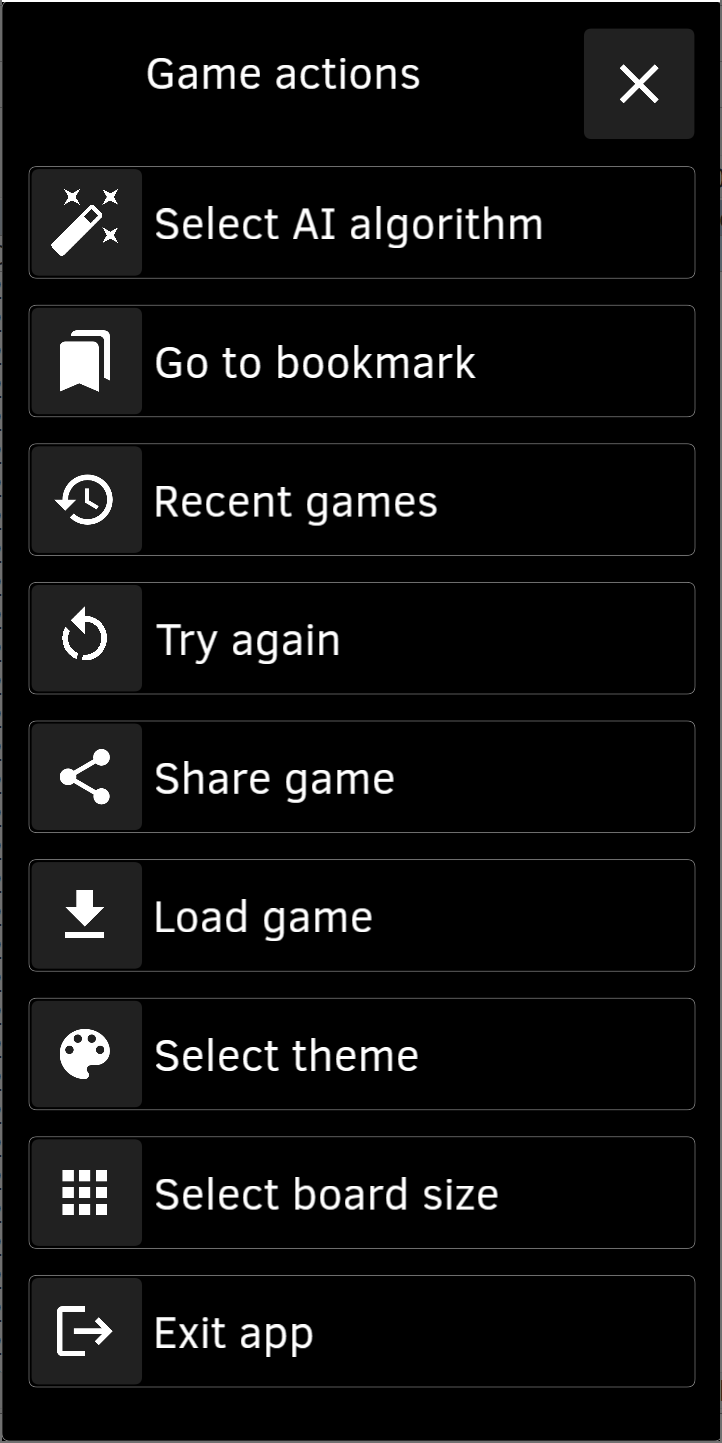 Game actions
Select AI algorithm
Go to bookmark
Recent games
Try again
Share game
Load game
Select theme
Select board size
Exit app